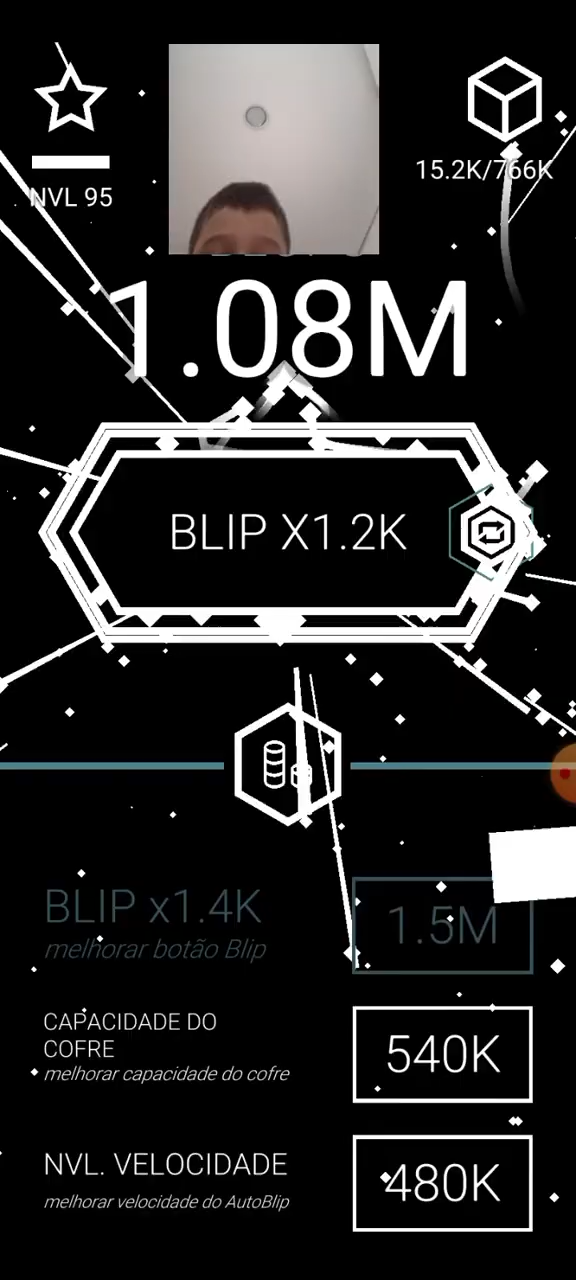 NVL 95
15.2K/766K
1.08M
BLIP X1.2K
BLIP x1.4K
melhorar botão Blip
1.5M
CAPACIDADE DO
COFRE
melhorar capacidade do cofre
540K
NVL. VELOCIDADE
melhorar velocidade do AutoBlip
480K